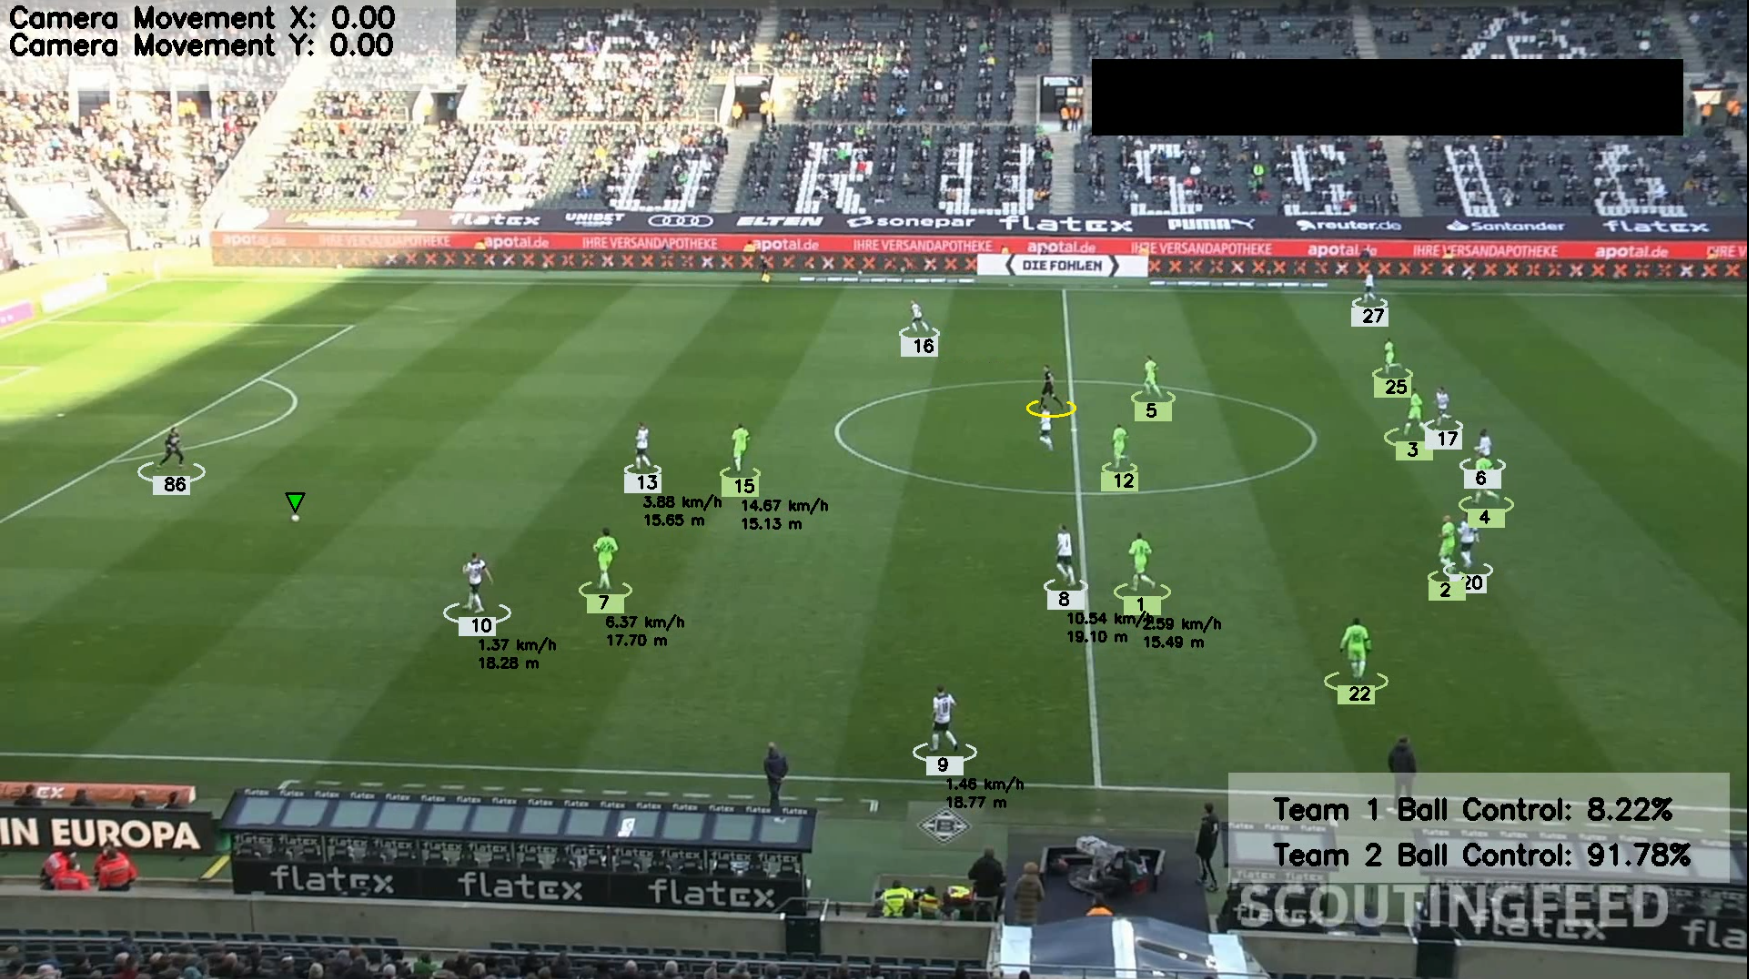 Camera Movement X: 0.00
Camera Movement Y: 0.00
BORUSSIA
flatex UNIBET Audi ELTEN sonepar flatex PUMA reuter.de Santander flatex
apotal.de IHRE VERSANDAPOTHEKE apotal.de IHRE VERSANDAPOTHEKE apotal.de IHRE VERSANDAPOTHEKE apotal.de IHRE VERSANDAPOTHEKE apotal.de IHRE V
DIE FOHLEN
27
16
25
5
3
17
6
12
86
13
15
3.88 km/h
15.65 m
14.67 km/h
15.13 m
4
2
20
7
6.37 km/h
17.70 m
8
10.54 km/h
19.10 m
1
2.59 km/h
15.49 m
10
1.37 km/h
18.28 m
22
9
1.46 km/h
18.77 m
Team 1 Ball Control: 8.22%
Team 2 Ball Control: 91.78%
IN EUROPA
flatex flatex flatex
SCOUTINGFEED
flatex flatex fla